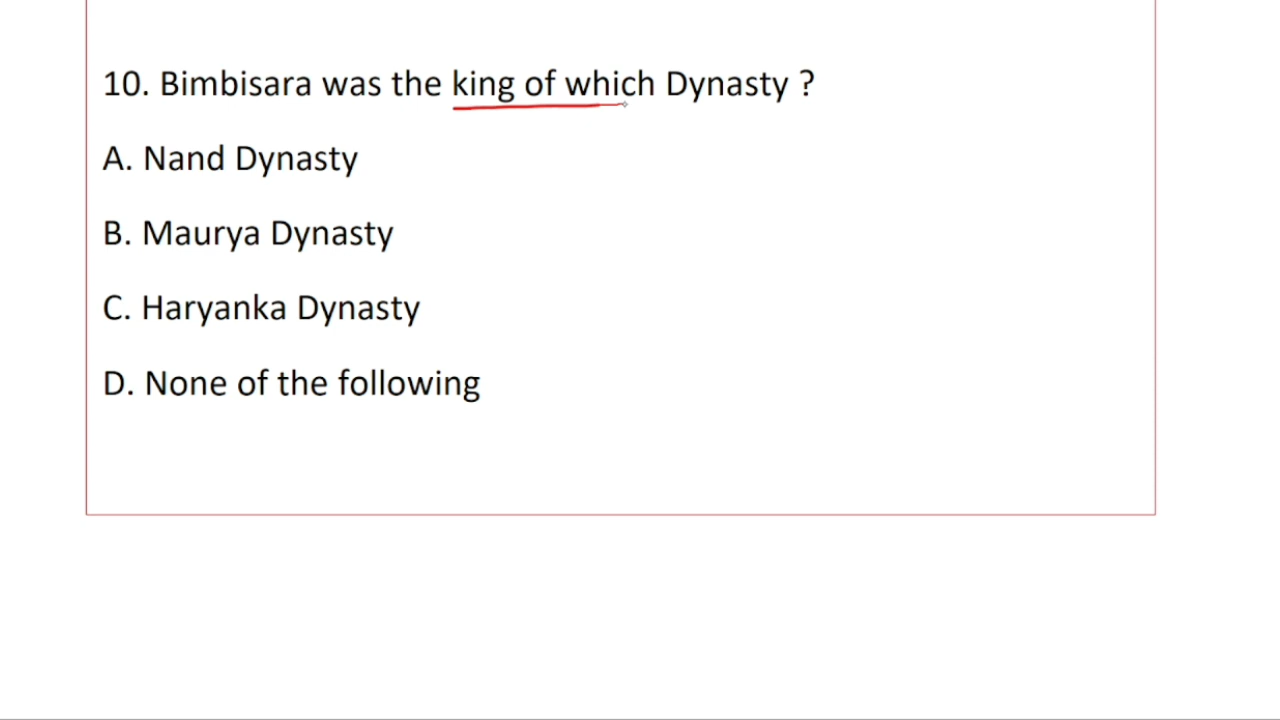 10. Bimbisara was the king of which Dynasty ?
A. Nand Dynasty
B. Maurya Dynasty
C. Haryanka Dynasty
D. None of the following